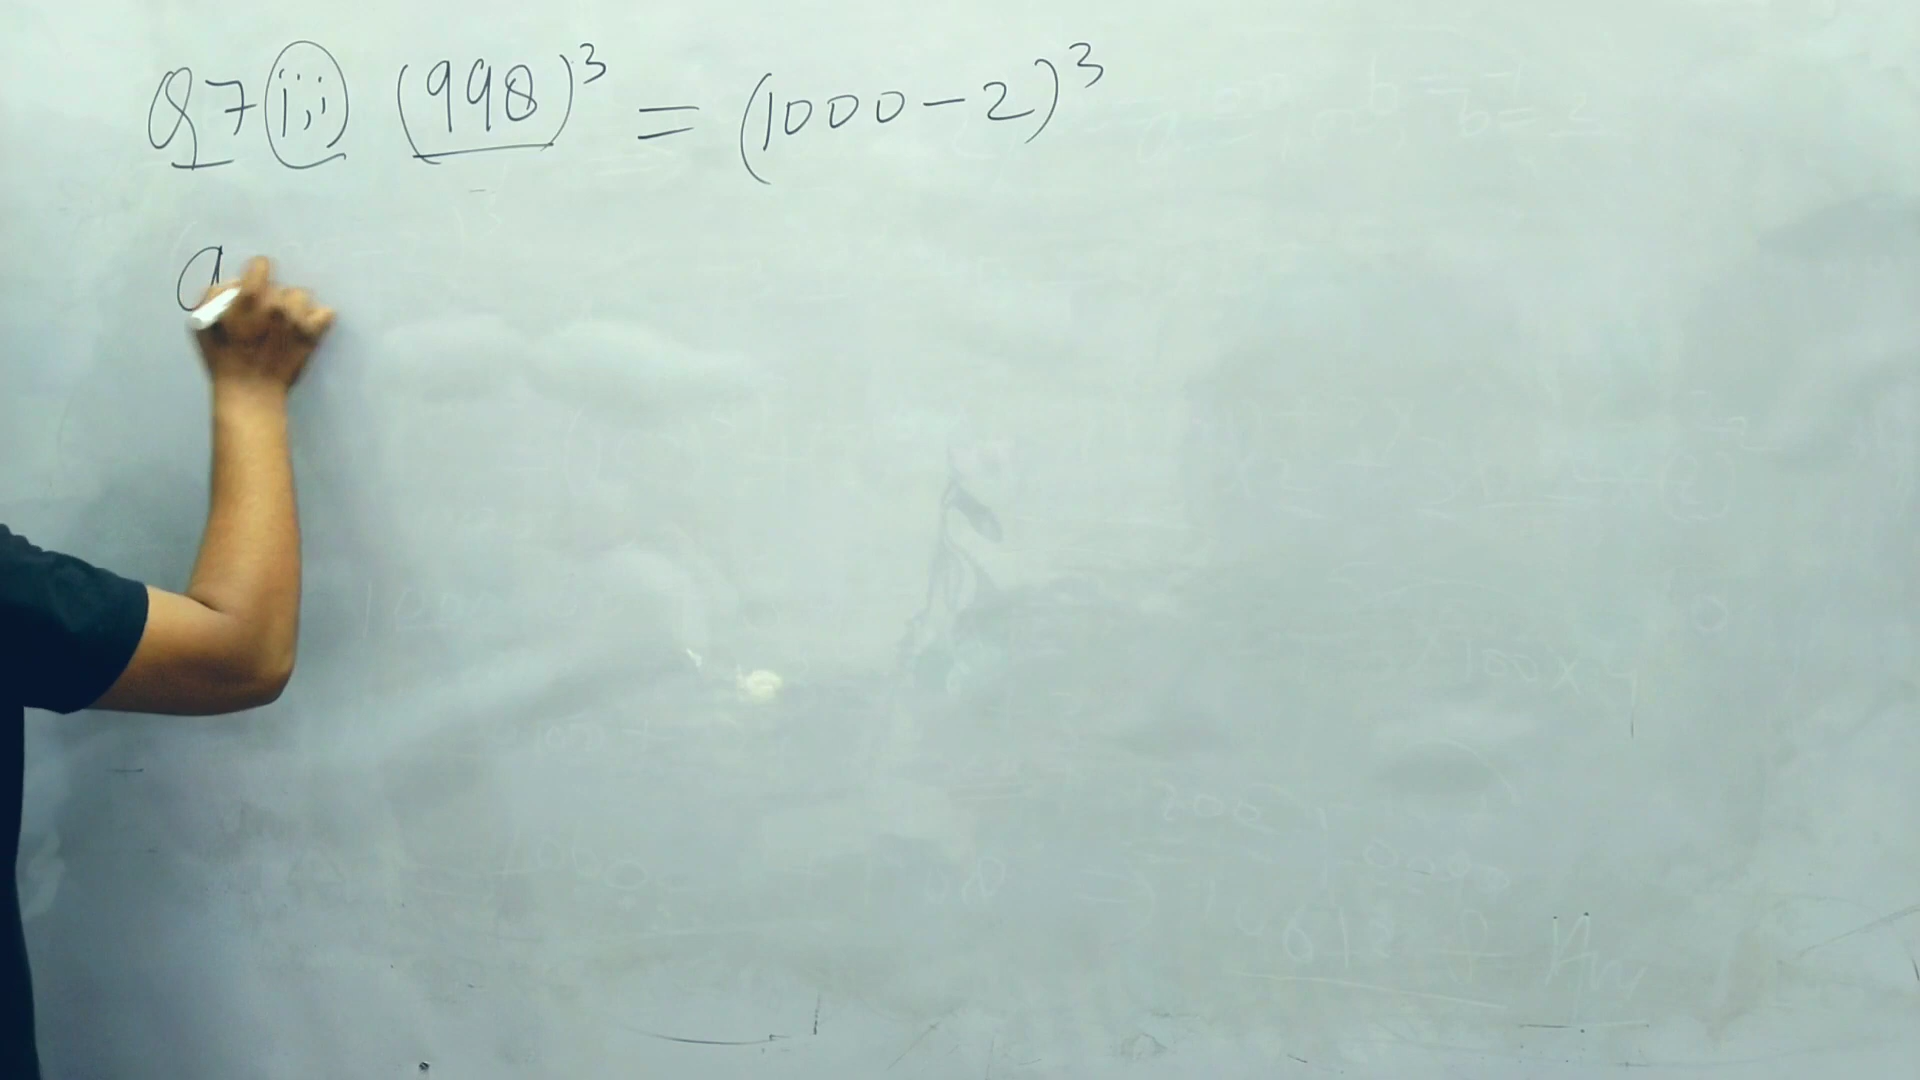 Q7 (iii) (998)³ = (1000-2)³
a